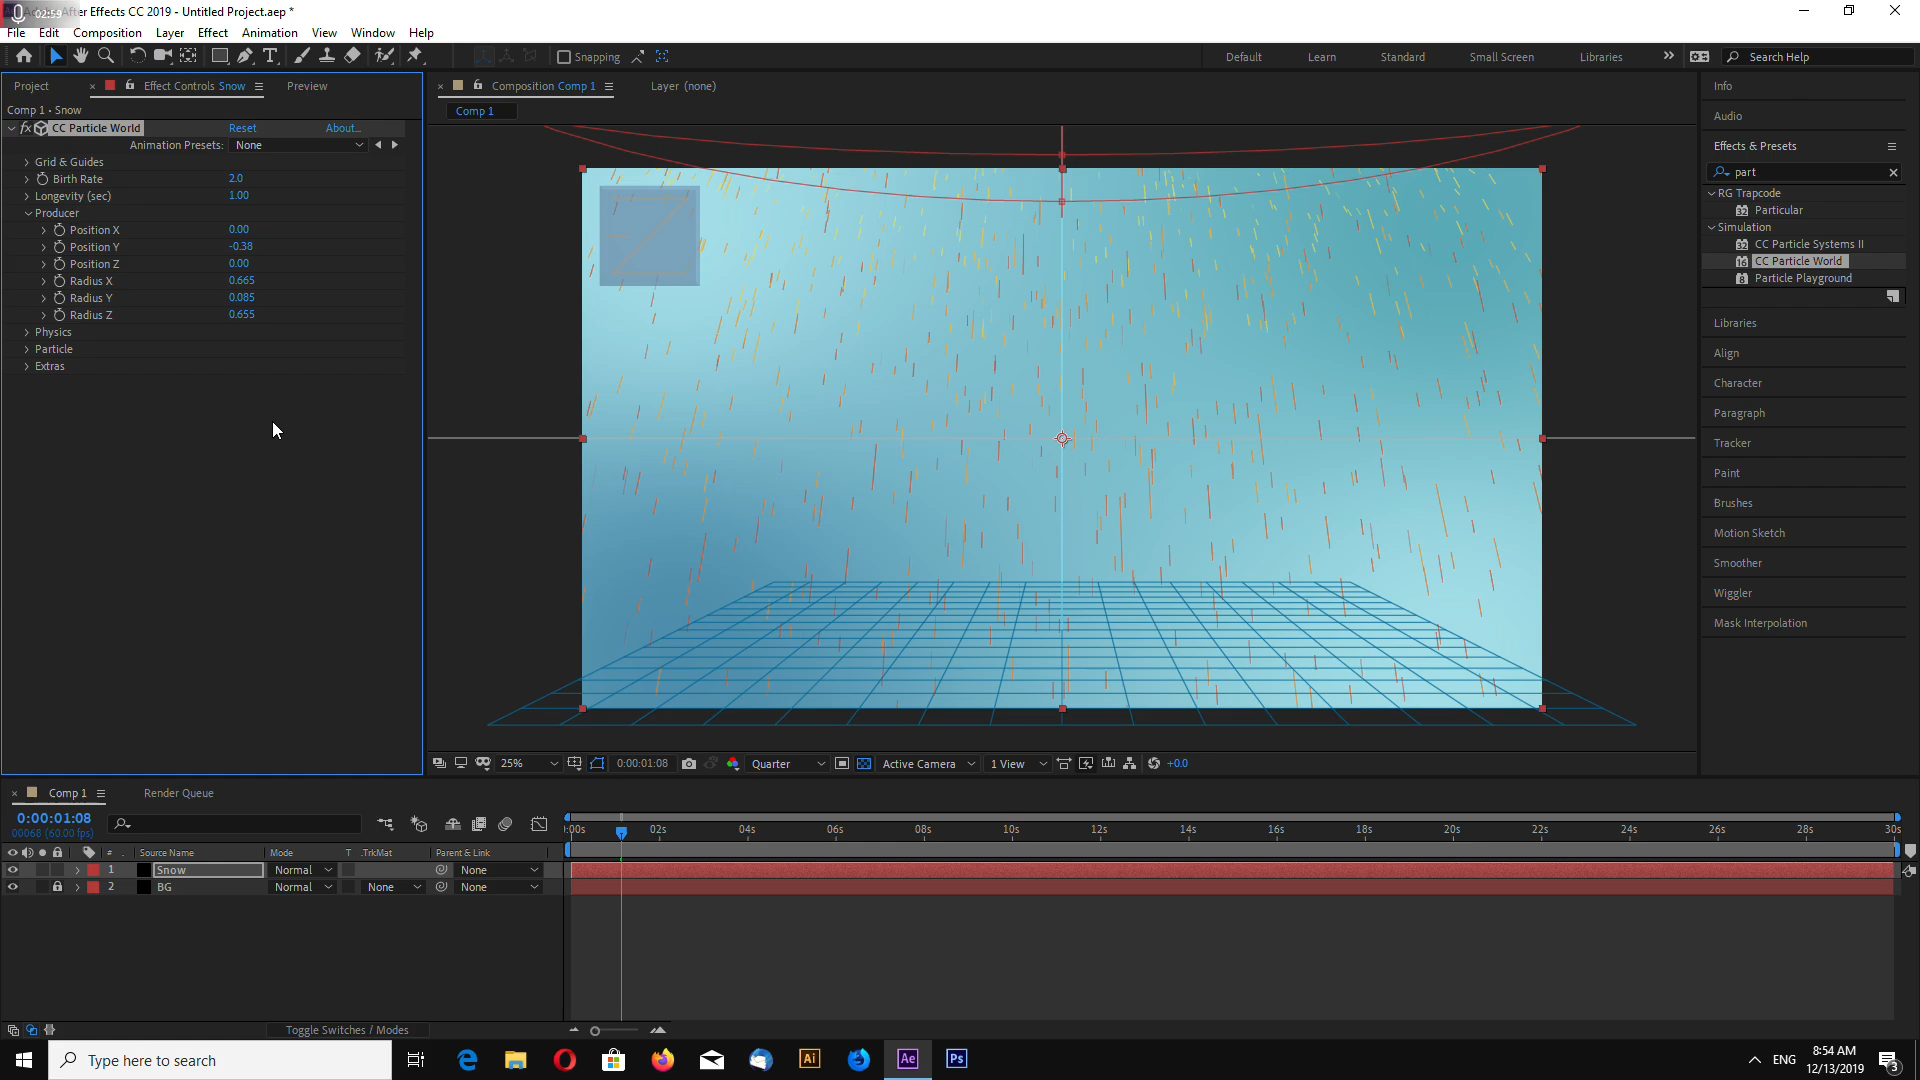 02:59
After Effects CC 2019 - Untitled Project.aep *
File Edit Composition Layer Effect Animation View Window Help
Snapping
Default Learn Standard Small Screen Libraries
Search Help
Project
Effect Controls Snow
Preview
Composition Comp 1
Layer (none)
Comp 1 • Snow
Comp 1
fx CC Particle World Reset About...
Animation Presets: None
Grid & Guides
Birth Rate 2.0
Longevity (sec) 1.00
Producer
Position X 0.00
Position Y -0.38
Position Z 0.00
Radius X 0.665
Radius Y 0.085
Radius Z 0.655
Physics
Particle
Extras
Info
Audio
Effects & Presets
part
RG Trapcode
32 Particular
Simulation
32 CC Particle Systems II
16 CC Particle World
8 Particle Playground
Libraries
Align
Character
Paragraph
Tracker
Paint
Brushes
Motion Sketch
Smoother
Wiggler
Mask Interpolation
25% 0:00:01:08 Quarter Active Camera 1 View +0.0
Comp 1
Render Queue
0:00:01:08
00068 (60.00 fps)
:00s 02s 04s 06s 08s 10s 12s 14s 16s 18s 20s 22s 24s 26s 28s 30s
# . Source Name Mode T .TrkMat Parent & Link
1 Snow Normal None
2 BG Normal None None
Toggle Switches / Modes
Type here to search
Ai
Ae
Ps
ENG
8:54 AM
12/13/2019
3